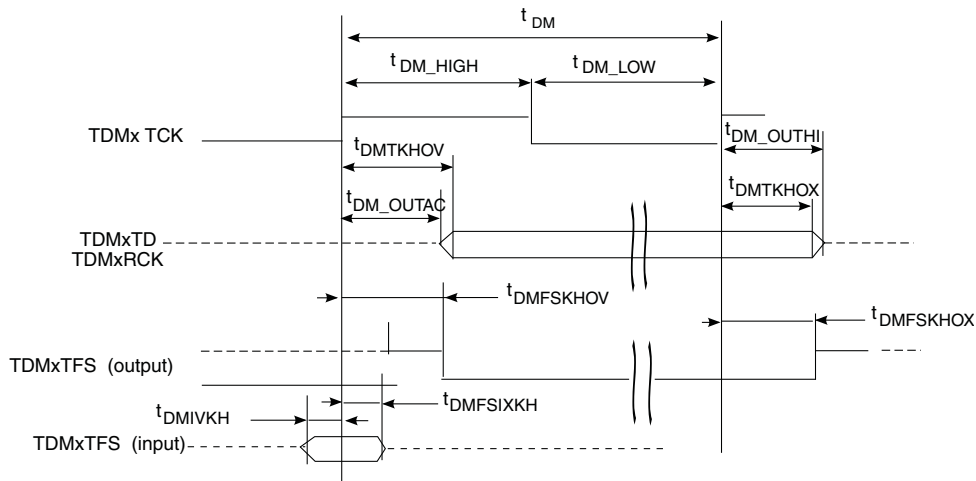 t DM
t DM_HIGH
t DM_LOW
TDMx TCK
t DM_OUTHI
t DMTKHOV
t DMTKHOX
t DM_OUTAC
TDMxTD
TDMxRCK
t DMFSKHOV
t DMFSKHOX
TDMxTFS (output)
t DMFSIXKH
t DMIVKH
TDMxTFS (input)